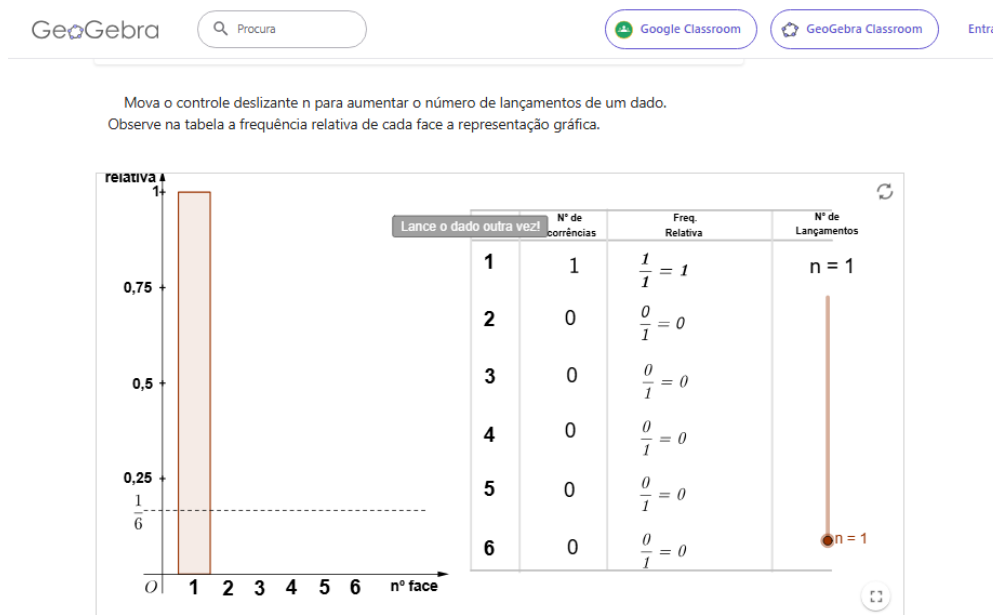 GeoGebra
Procura
Google Classroom
GeoGebra Classroom
Entra
Mova o controle deslizante n para aumentar o número de lançamentos de um dado.
Observe na tabela a frequência relativa de cada face a representação gráfica.
relativa
1
0,75
0,5
0,25
1
6
O 1 2 3 4 5 6 nº face
Lance o dado outra vez!
Nº de
corrências
Freq.
Relativa
Nº de
Lançamentos
1 1 1/1 = 1 n = 1
2 0 0/1 = 0
3 0 0/1 = 0
4 0 0/1 = 0
5 0 0/1 = 0
6 0 0/1 = 0
n = 1